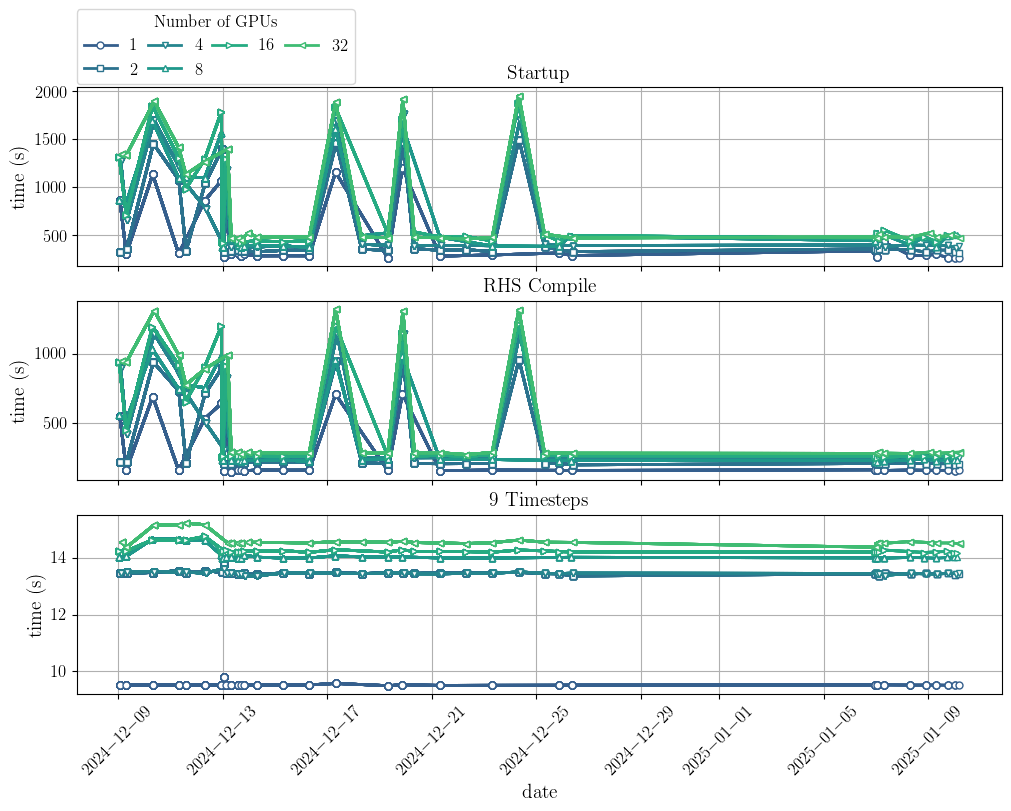 Number of GPUs
1 4 16 32
2 8
Startup
2000
1500
1000
500
time (s)
RHS Compile
1000
500
time (s)
9 Timesteps
14
12
10
time (s)
2024−12−09 2024−12−13 2024−12−17 2024−12−21 2024−12−25 2024−12−29 2025−01−01 2025−01−05 2025−01−09
date